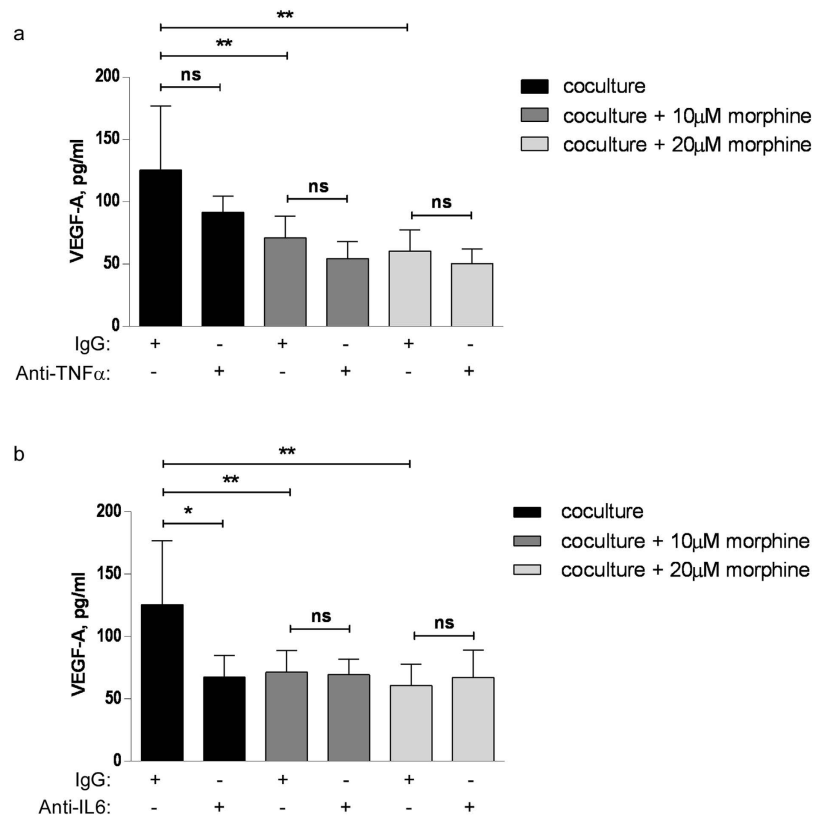 a
**
**
ns
ns
ns
200
150
100
50
0
VEGF-A, pg/ml
coculture
coculture + 10μM morphine
coculture + 20μM morphine
IgG: + - + - + -
Anti-TNFα: - + - + - +
b
**
**
*
ns
ns
200
150
100
50
0
VEGF-A, pg/ml
coculture
coculture + 10μM morphine
coculture + 20μM morphine
IgG: + - + - + -
Anti-IL6: - + - + - +